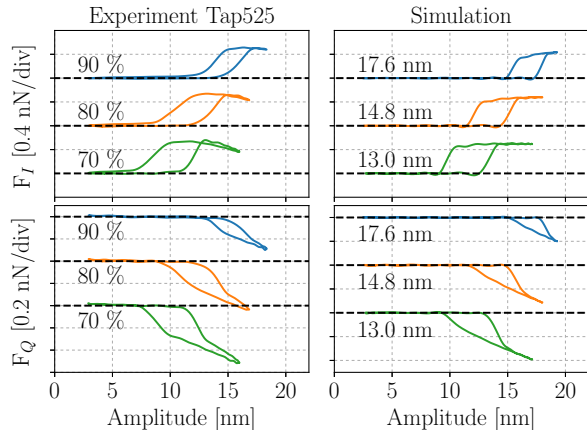 Experiment Tap525
Simulation
F_I [0.4 nN/div]
90 %
80 %
70 %
17.6 nm
14.8 nm
13.0 nm
F_Q [0.2 nN/div]
90 %
80 %
70 %
17.6 nm
14.8 nm
13.0 nm
0 5 10 15 20
0 5 10 15 20
Amplitude [nm]
Amplitude [nm]